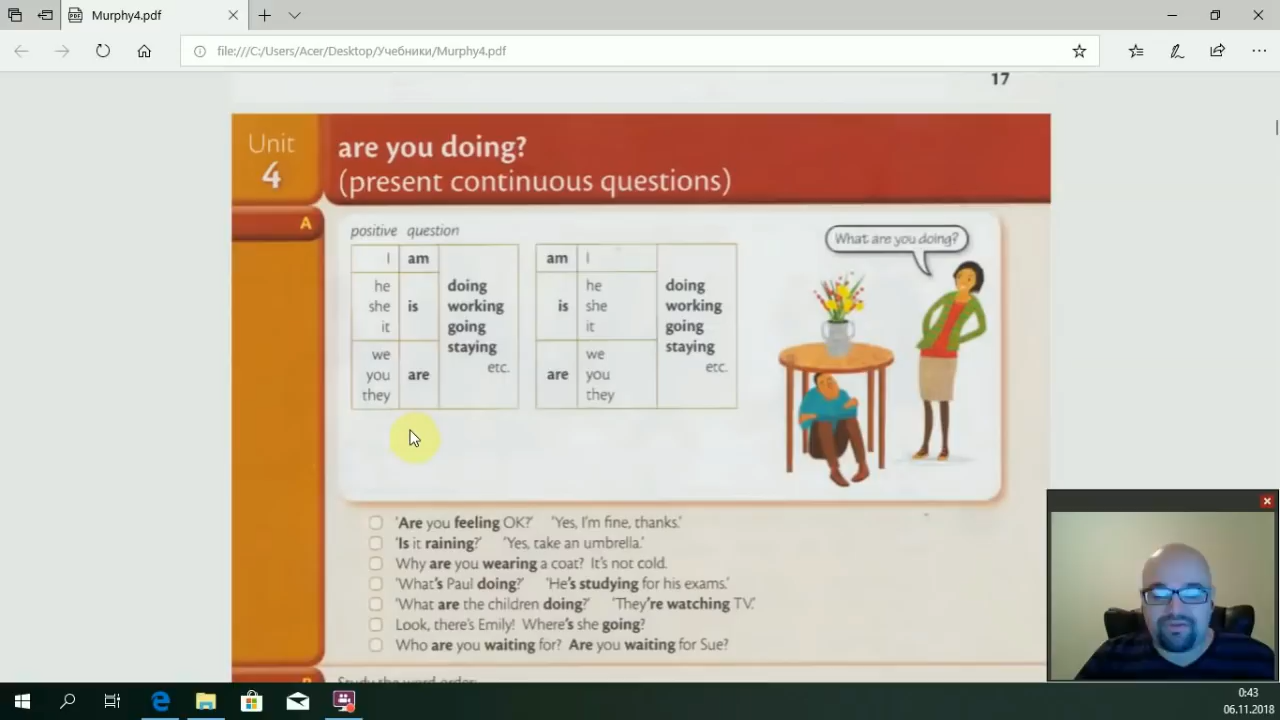 Murphy4.pdf
file:///C:/Users/Acer/Desktop/Учебники/Murphy4.pdf
17
Unit
4
are you doing?
(present continuous questions)
A
positive question
I am
he
she is
it
we
you are
they
doing
working
going
staying
etc.
am I
he
is she
it
we
are you
they
doing
working
going
staying
etc.
What are you doing?
'Are you feeling OK?' 'Yes, I'm fine, thanks.'
'Is it raining?' 'Yes, take an umbrella.'
Why are you wearing a coat? It's not cold.
'What's Paul doing?' 'He's studying for his exams.'
'What are the children doing?' 'They're watching TV.'
Look, there's Emily! Where's she going?
Who are you waiting for? Are you waiting for Sue?
B
Study the word order:
0:43
06.11.2018